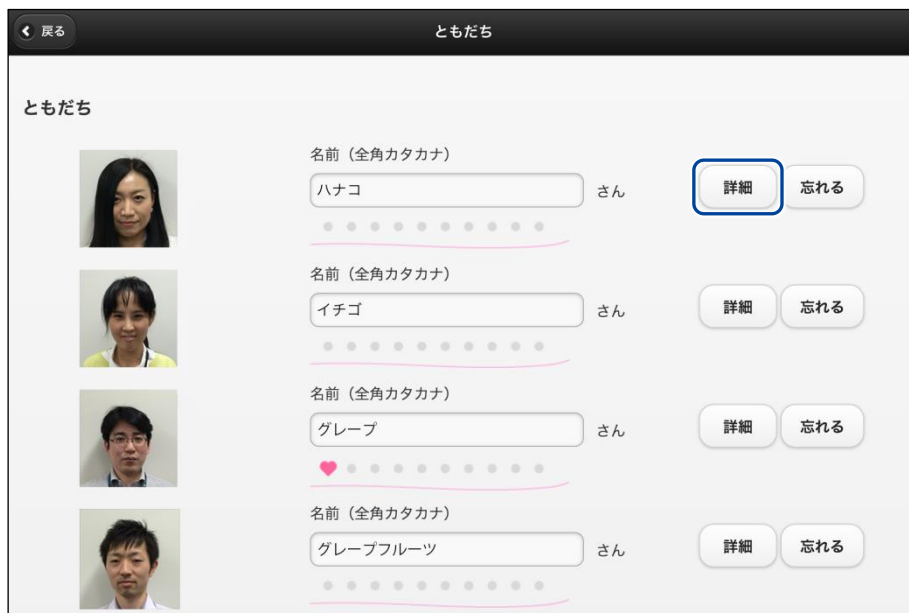 戻る
ともだち
ともだち
名前（全角カタカナ）
ハナコ さん 詳細 忘れる
名前（全角カタカナ）
イチゴ さん 詳細 忘れる
名前（全角カタカナ）
グレープ さん 詳細 忘れる
名前（全角カタカナ）
グレープフルーツ さん 詳細 忘れる